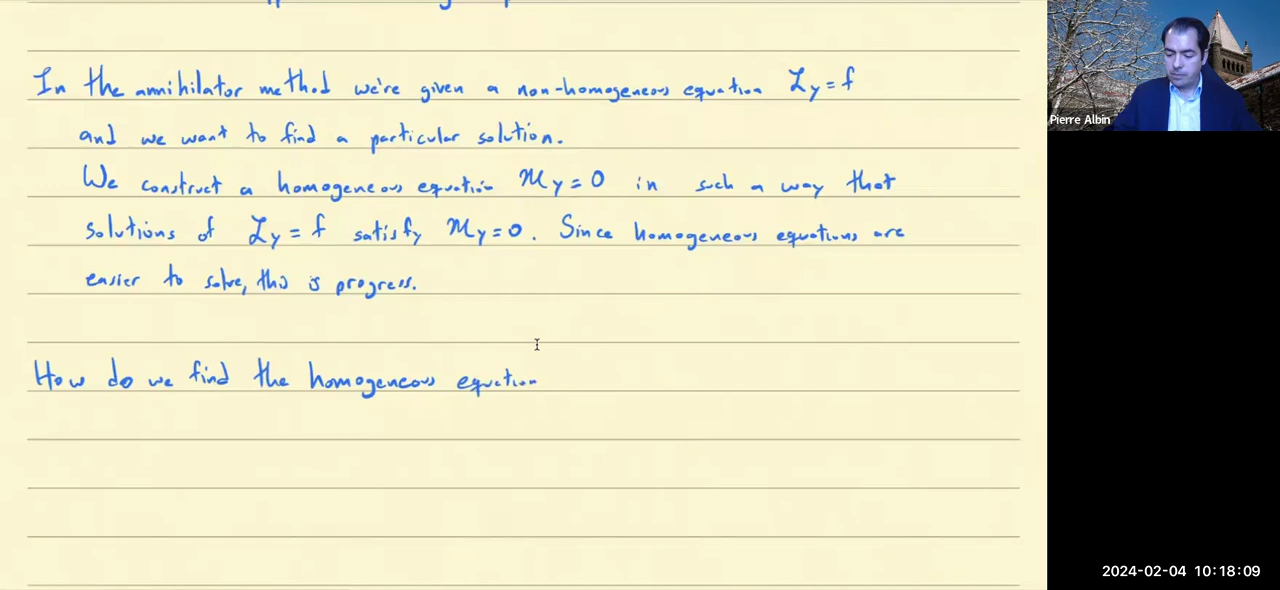 In the annihilator method we're given a non-homogeneous equation ℒy = f
and we want to find a particular solution.
We construct a homogeneous equation ℳy = 0 in such a way that
solutions of ℒy = f satisfy ℳy = 0. Since homogeneous equations are
easier to solve, this is progress.
How do we find the homogeneous equation
Pierre Albin
2024-02-04 10:18:09